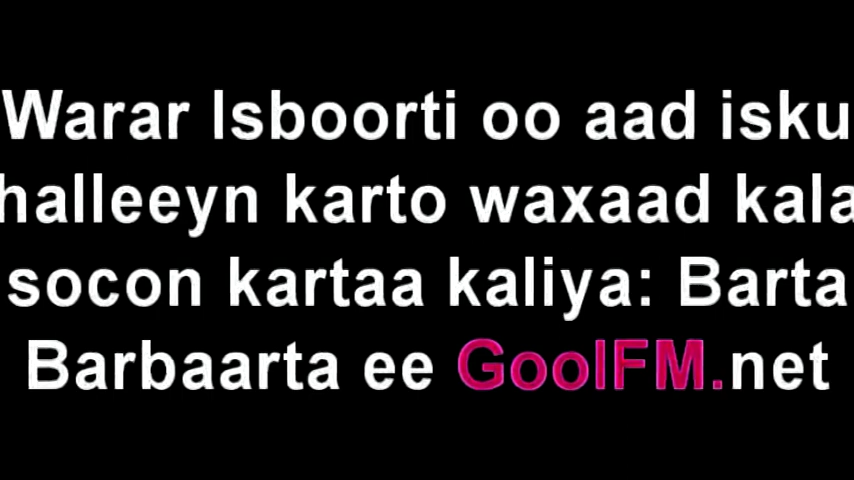 Warar Isboorti oo aad isku
halleeyn karto waxaad kala
socon kartaa kaliya: Barta
Barbaarta ee GoolFM.net